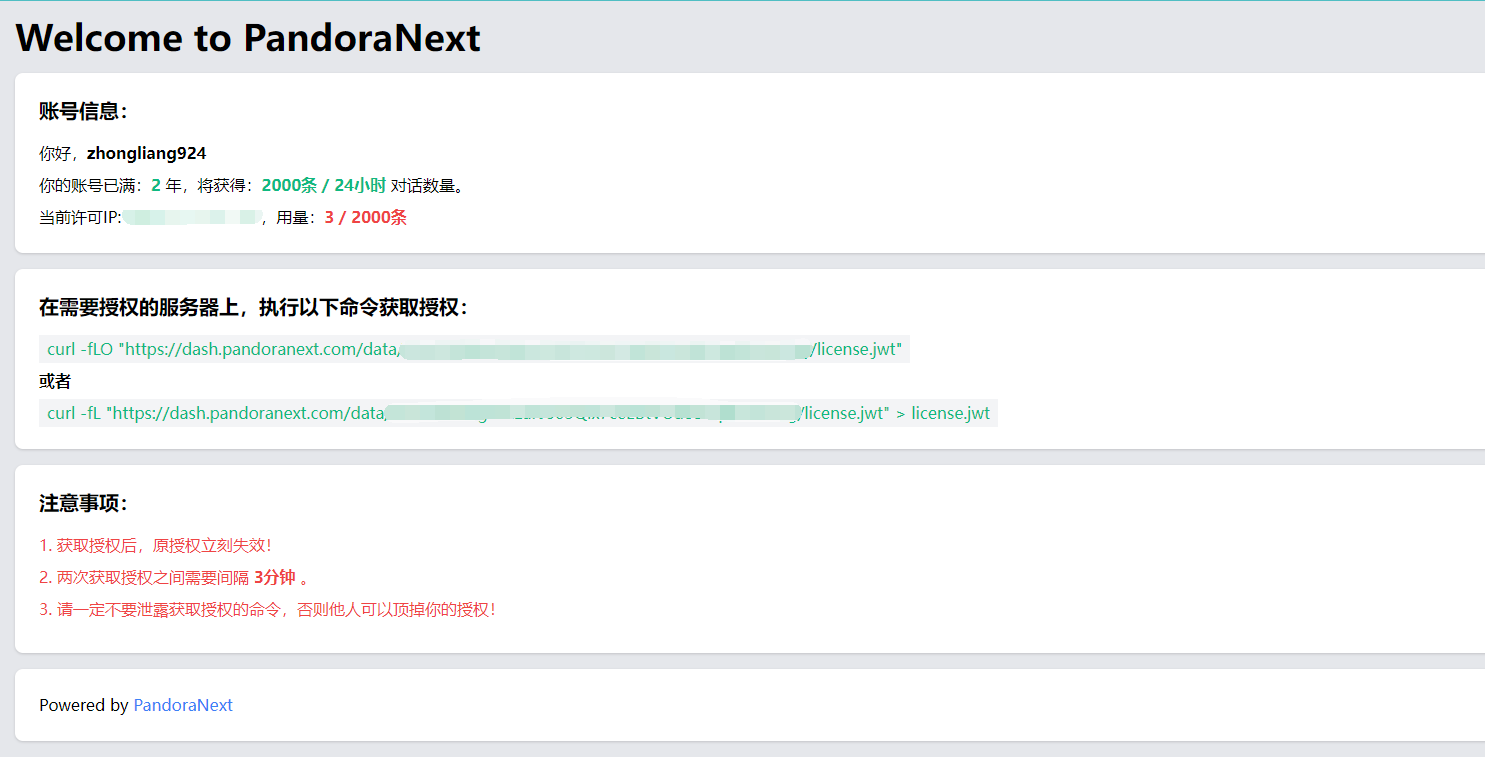 Welcome to PandoraNext
账号信息：
你好，zhongliang924
你的账号已满：2 年，将获得：2000条 / 24小时 对话数量。
当前许可IP: ，用量：3 / 2000条
在需要授权的服务器上，执行以下命令获取授权：
curl -fLO "https://dash.pandoranext.com/data/ /license.jwt"
或者
curl -fL "https://dash.pandoranext.com/data/ /license.jwt" > license.jwt
注意事项：
1. 获取授权后，原授权立刻失效！
2. 两次获取授权之间需要间隔 3分钟 。
3. 请一定不要泄露获取授权的命令，否则他人可以顶掉你的授权！
Powered by PandoraNext